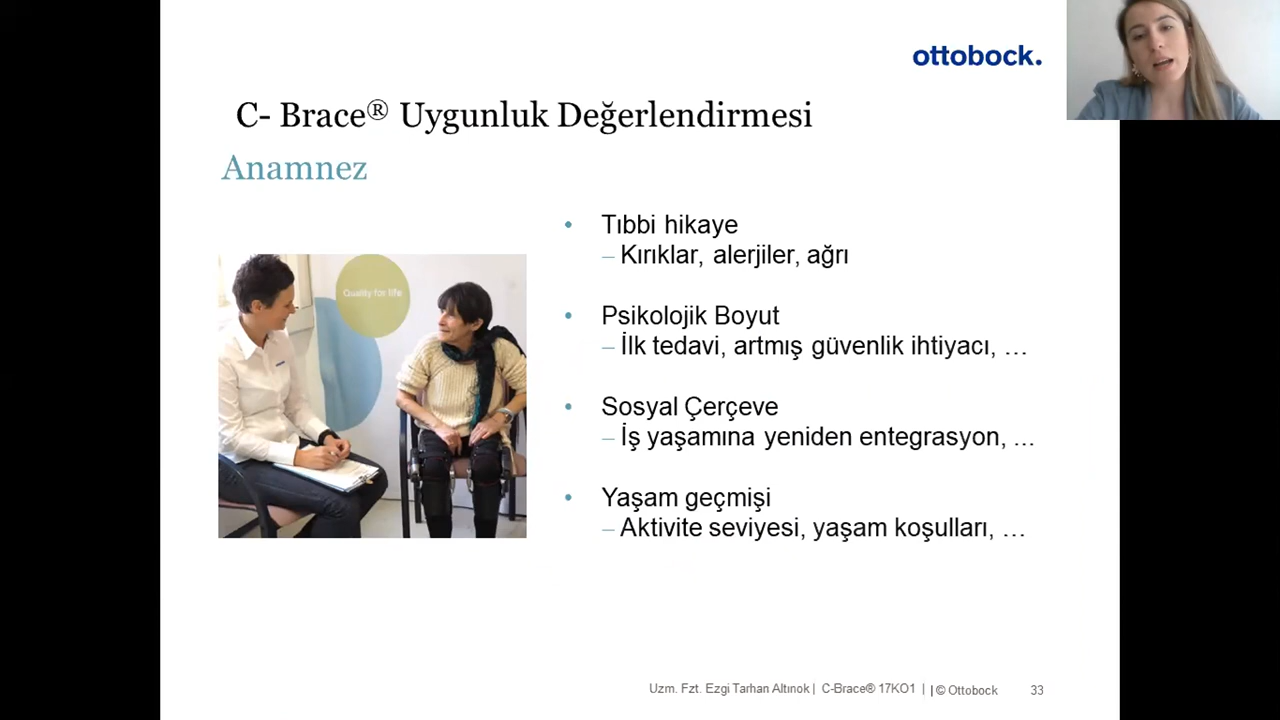 ottobock.
C- Brace® Uygunluk Değerlendirmesi
Anamnez
Quality for life
• Tıbbi hikaye
– Kırıklar, alerjiler, ağrı
• Psikolojik Boyut
– İlk tedavi, artmış güvenlik ihtiyacı, …
• Sosyal Çerçeve
– İş yaşamına yeniden entegrasyon, …
• Yaşam geçmişi
– Aktivite seviyesi, yaşam koşulları, …
Uzm. Fzt. Ezgi Tarhan Altınok | C-Brace® 17KO1 | | © Ottobock 33